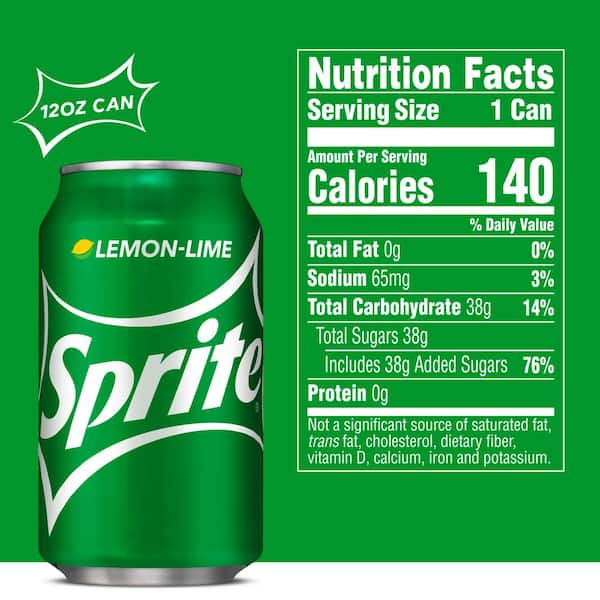 12OZ CAN
LEMON-LIME
Sprite
Nutrition Facts
Serving Size 1 Can
Amount Per Serving
Calories 140
% Daily Value
Total Fat 0g 0%
Sodium 65mg 3%
Total Carbohydrate 38g 14%
Total Sugars 38g
Includes 38g Added Sugars 76%
Protein 0g
Not a significant source of saturated fat,
trans fat, cholesterol, dietary fiber,
vitamin D, calcium, iron and potassium.